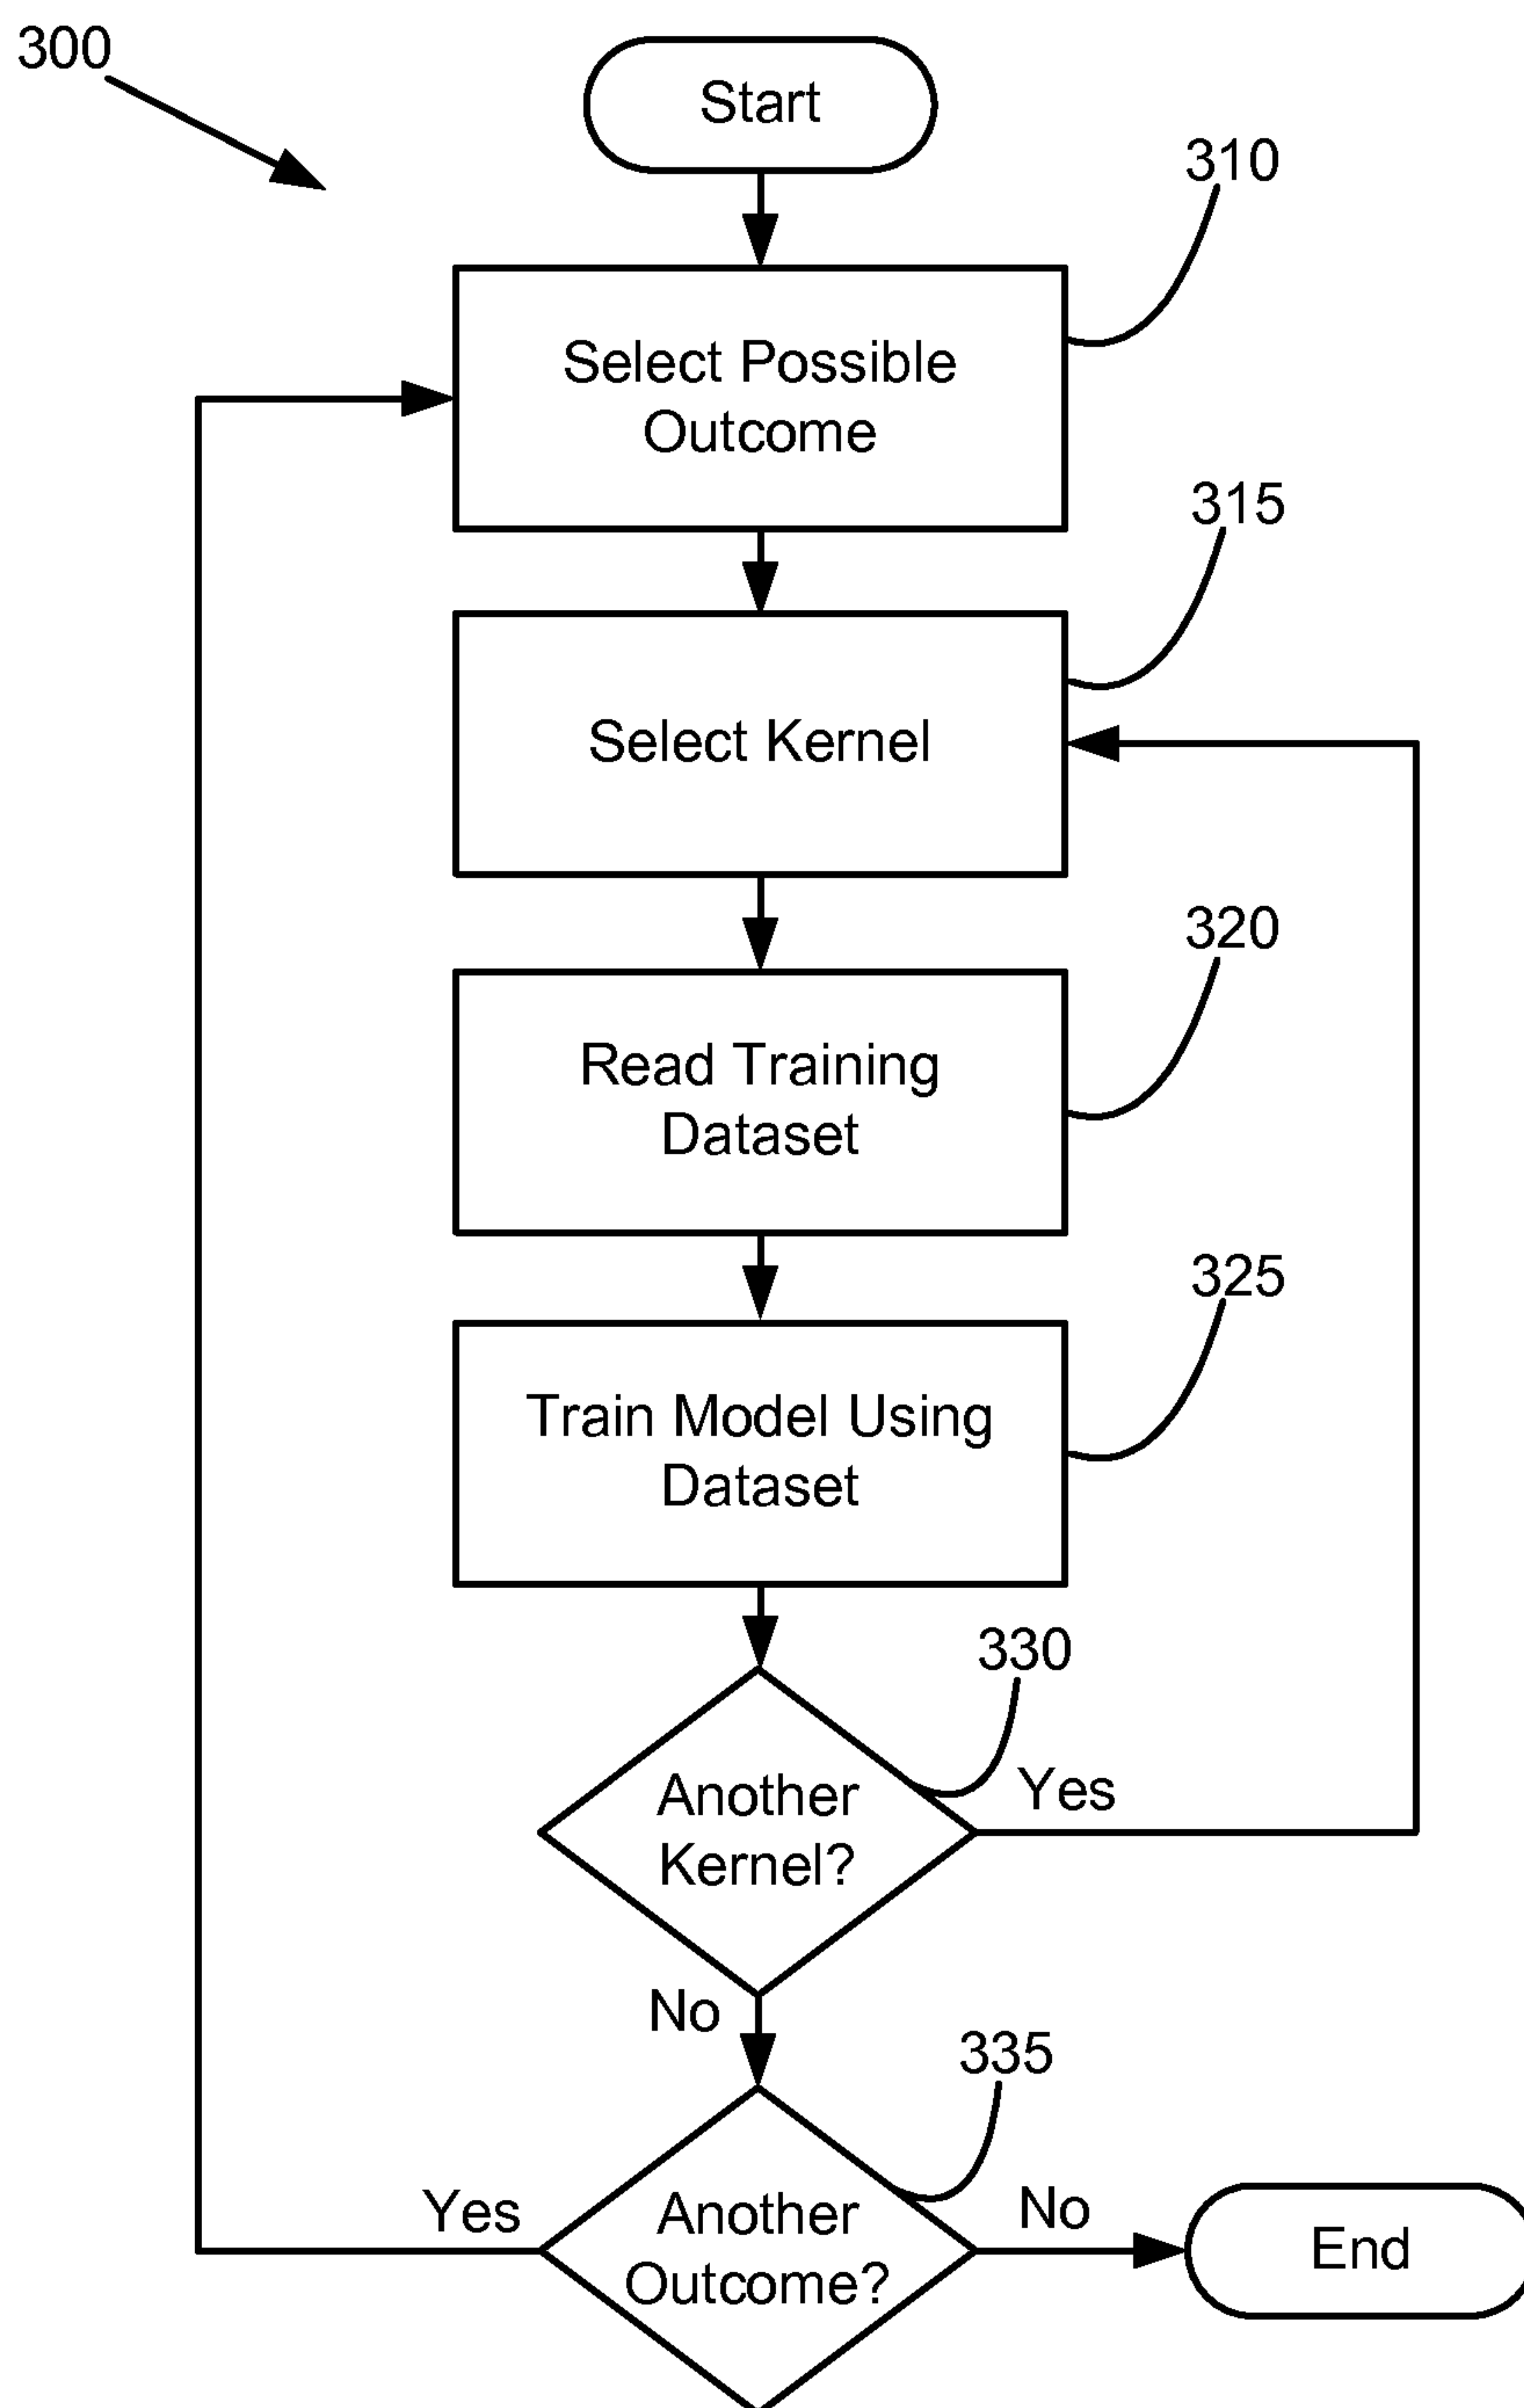 300
Start
310
Select Possible
Outcome
315
Select Kernel
320
Read Training
Dataset
325
Train Model Using
Dataset
330
Another
Kernel?
Yes
No
335
Yes
Another
Outcome?
No
End